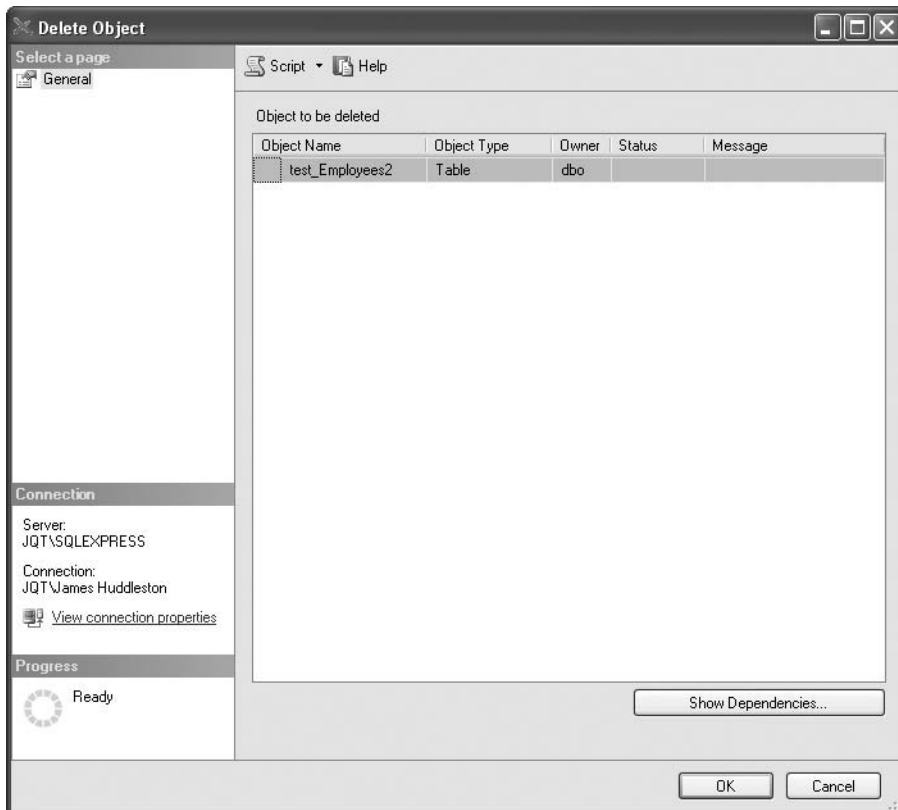 Delete Object
Select a page
General
Script Help
Object to be deleted
Object Name Object Type Owner Status Message
test_Employees2 Table dbo
Connection
Server:
JQT\SQLEXPRESS
Connection:
JQT\James Huddleston
View connection properties
Progress
Ready
Show Dependencies...
OK Cancel